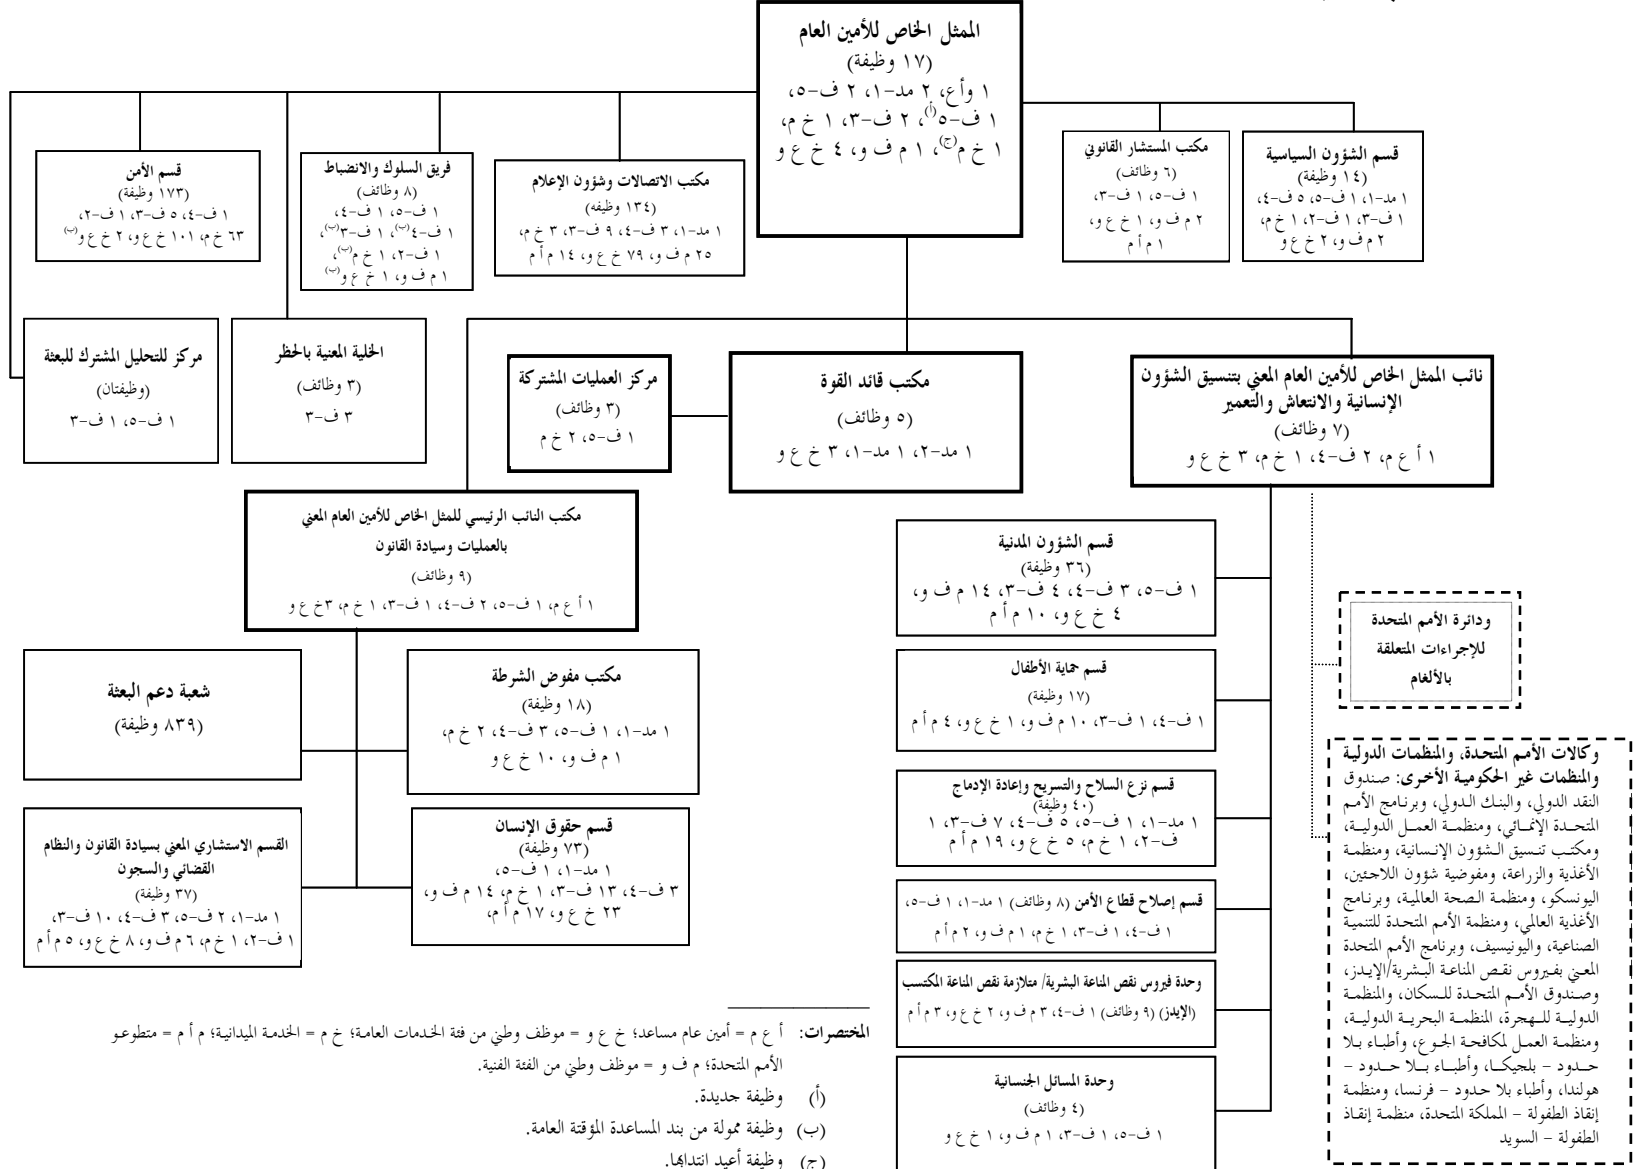 الممثل الخاص للأمين العام
(١٧ وظيفة)
١ وأع، ٢ مد-١، ٢ ف-٥،
١ ف-٥(أ)، ٢ ف-٣، ١ خ م،
١ خ م(ج)، ١ م ف و، ٤ خ ع و
قسم الشؤون السياسية
(١٤ وظيفة)
١ مد-١، ١ ف-٥، ٥ ف-٤،
١ ف-٣، ١ ف-٢، ١ خ م،
٢ م ف و، ٢ خ ع و
مكتب المستشار القانوني
(٦ وظائف)
١ ف-٥، ١ ف-٣،
٢ م ف و، ١ خ ع و،
١ م أ م
مكتب الاتصالات وشؤون الإعلام
(١٣٤ وظيفه)
١ مد-١، ٣ ف-٤، ٩ ف-٣، ٣ خ م،
٢٥ م ف و، ٧٩ خ ع و، ١٤ م أ م
فريق السلوك والانضباط
(٨ وظائف)
١ ف-٥، ١ ف-٤،
١ ف-٤(ب)، ١ ف-٣(ب)،
١ ف-٢، ١ خ م(ب)،
١ م ف و، ١ خ ع و(ب)
قسم الأمن
(١٧٣ وظيفة)
١ ف-٤، ٥ ف-٣، ١ ف-٢،
٦٣ خ م، ١٠١ خ ع و، ٢ خ ع و(ب)
الخلية المعنية بالحظر
(٣ وظائف)
٣ ف-٣
مركز للتحليل المشترك للبعثة
(وظيفتان)
١ ف-٥، ١ ف-٣
نائب الممثل الخاص للأمين العام المعني بتنسيق الشؤون
الإنسانية والانتعاش والتعمير
(٧ وظائف)
١ أ ع م، ٢ ف-٤، ١ خ م، ٣ خ ع و
مكتب قائد القوة
(٥ وظائف)
١ مد-٢، ١ مد-١، ٣ خ ع و
مركز العمليات المشتركة
(٣ وظائف)
١ ف-٥، ٢ خ م
مكتب النائب الرئيسي للمثل الخاص للأمين العام المعني
بالعمليات وسيادة القانون
(٩ وظائف)
١ أ ع م، ١ ف-٥، ٢ ف-٤، ١ ف-٣، ١ خ م، ٣خ ع و
قسم الشؤون المدنية
(٣٦ وظيفة)
١ ف-٥، ٣ ف-٤، ٤ ف-٣، ١٤ م ف و،
٤ خ ع و، ١٠ م أ م
قسم حماية الأطفال
(١٧ وظيفة)
١ ف-٤، ١ ف-٣، ١٠ م ف و، ١ خ ع و، ٤ م أ م
قسم نزع السلاح والتسريح وإعادة الإدماج
(٤٠ وظيفة)
١ مد-١، ١ ف-٥، ٥ ف-٤، ٧ ف-٣، ١
ف-٢، ١ خ م، ٥ خ ع و، ١٩ م أ م
قسم إصلاح قطاع الأمن (٨ وظائف) ١ مد-١، ١ ف-٥،
١ ف-٤، ١ ف-٣، ١ خ م، ١ م ف و، ٢ م أ م
وحدة فيروس نقص المناعة البشرية/ متلازمة نقص المناعة المكتسب
(الإيدز) (٩ وظائف) ١ ف-٤، ٣ م ف و، ٢ خ ع و، ٣ م أ م
وحدة المسائل الجنسانية
(٤ وظائف)
١ ف-٥، ١ ف-٣، ١ م ف و، ١ خ ع و
ودائرة الأمم المتحدة
للإجراءات المتعلقة
بالألغام
وكالات الأمم المتحدة، والمنظمات الدولية
والمنظمات غير الحكومية الأخرى: صندوق
النقد الدولي، والبنك الدولي، وبرنامج الأمم
المتحدة الإنمائي، ومنظمة العمل الدولية،
ومكتب تنسيق الشؤون الإنسانية، ومنظمة
الأغذية والزراعة، ومفوضية شؤون اللاجئين،
اليونسكو، ومنظمة الصحة العالمية، وبرنامج
الأغذية العالمي، ومنظمة الأمم المتحدة للتنمية
الصناعية، واليونيسيف، وبرنامج الأمم المتحدة
المعني بفيروس نقص المناعة البشرية/الإيدز،
وصندوق الأمم المتحدة للسكان، والمنظمة
الدولية للهجرة، المنظمة البحرية الدولية،
ومنظمة العمل لمكافحة الجوع، وأطباء بلا
حدود - بلجيكا، وأطباء بلا حدود -
هولندا، وأطباء بلا حدود - فرنسا، ومنظمة
إنقاذ الطفولة - المملكة المتحدة، منظمة إنقاذ
الطفولة - السويد
مكتب مفوض الشرطة
(١٨ وظيفة)
١ مد-١، ١ ف-٥، ٣ ف-٤، ٢ خ م،
١ م ف و، ١٠ خ ع و
شعبة دعم البعثة
(٨٣٩ وظيفة)
قسم حقوق الإنسان
(٧٣ وظيفة)
١ مد-١، ١ ف-٥،
٣ ف-٤، ١٣ ف-٣، ١ خ م، ١٤ م ف و،
٢٣ خ ع و، ١٧ م أ م،
القسم الاستشاري المعني بسيادة القانون والنظام
القضائي والسجون
(٣٧ وظيفة)
١ مد-١، ٢ ف-٥، ٣ ف-٤، ١٠ ف-٣،
١ ف-٢، ١ خ م، ٦ م ف و، ٨ خ ع و، ٥ م أ م
المختصرات: أ ع م = أمين عام مساعد؛ خ ع و = موظف وطني من فئة الخدمات العامة؛ خ م = الخدمة الميدانية؛ م أ م = متطوعو
الأمم المتحدة؛ م ف و = موظف وطني من الفئة الفنية.
(أ) وظيفة جديدة.
(ب) وظيفة ممولة من بند المساعدة المؤقتة العامة.
(ج) وظيفة أعيد انتدابها.